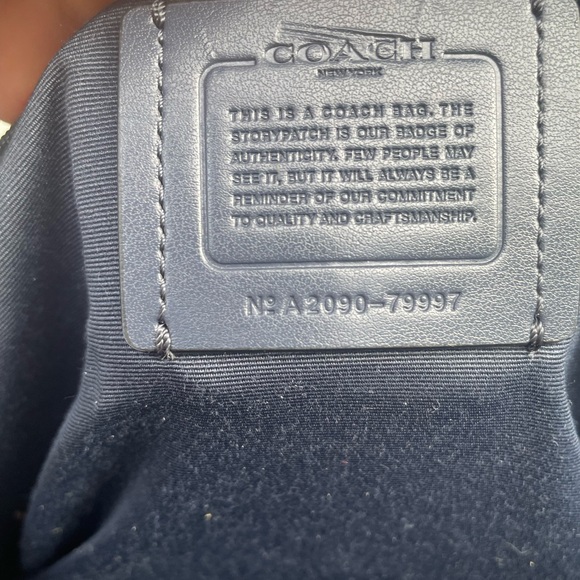 COACH
NEW YORK
THIS IS A COACH BAG. THE
STORYPATCH IS OUR BADGE OF
AUTHENTICITY. FEW PEOPLE MAY
SEE IT, BUT IT WILL ALWAYS BE A
REMINDER OF OUR COMMITMENT
TO QUALITY AND CRAFTSMANSHIP.
Nº A2090-79997